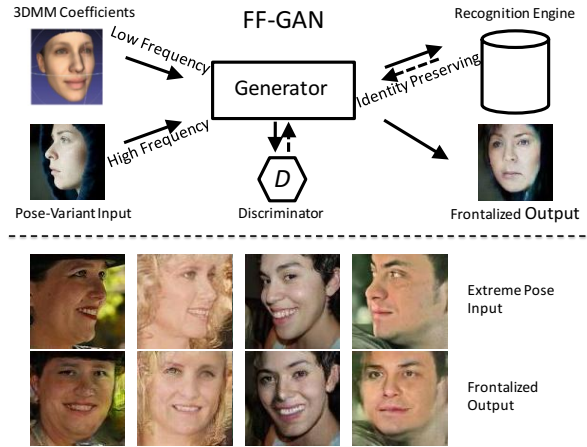 3DMM Coefficients
FF-GAN
Recognition Engine
Low Frequency
Generator
Identity Preserving
High Frequency
D
Pose-Variant Input
Discriminator
Frontalized Output
Extreme Pose
Input
Frontalized
Output